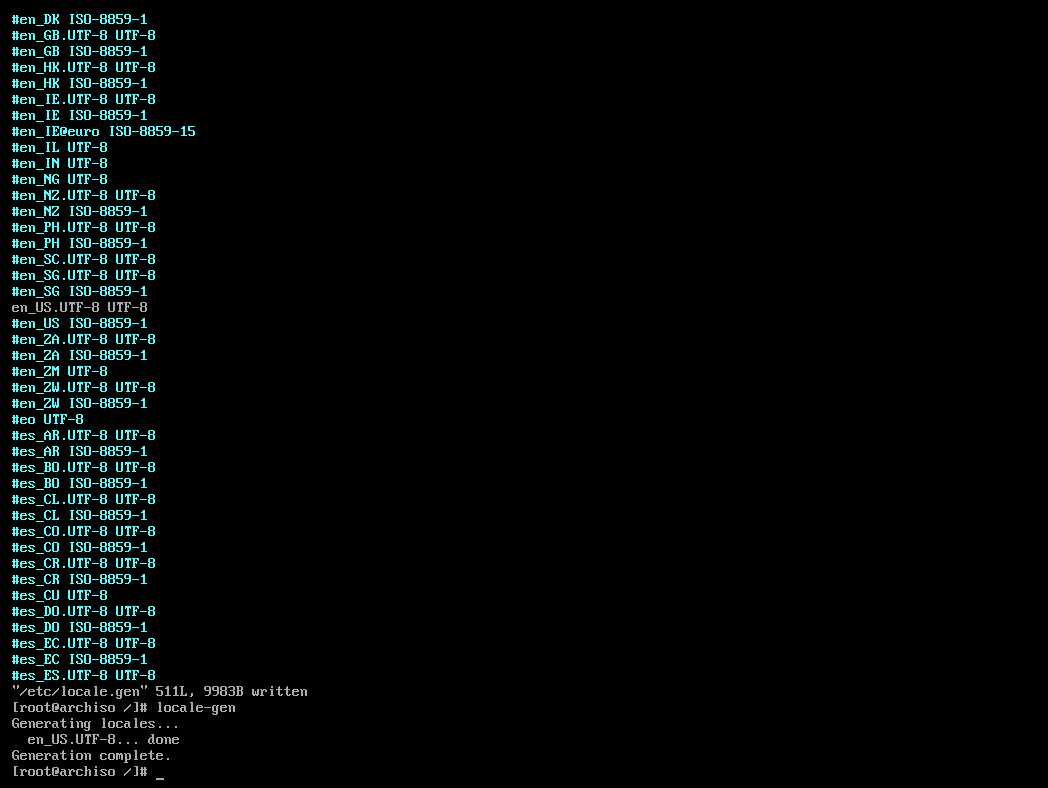 #en_DK ISO-8859-1
#en_GB.UTF-8 UTF-8
#en_GB ISO-8859-1
#en_HK.UTF-8 UTF-8
#en_HK ISO-8859-1
#en_IE.UTF-8 UTF-8
#en_IE ISO-8859-1
#en_IE@euro ISO-8859-15
#en_IL UTF-8
#en_IN UTF-8
#en_NG UTF-8
#en_NZ.UTF-8 UTF-8
#en_NZ ISO-8859-1
#en_PH.UTF-8 UTF-8
#en_PH ISO-8859-1
#en_SC.UTF-8 UTF-8
#en_SG.UTF-8 UTF-8
#en_SG ISO-8859-1
en_US.UTF-8 UTF-8
#en_US ISO-8859-1
#en_ZA.UTF-8 UTF-8
#en_ZA ISO-8859-1
#en_ZM UTF-8
#en_ZW.UTF-8 UTF-8
#en_ZW ISO-8859-1
#eo UTF-8
#es_AR.UTF-8 UTF-8
#es_AR ISO-8859-1
#es_BO.UTF-8 UTF-8
#es_BO ISO-8859-1
#es_CL.UTF-8 UTF-8
#es_CL ISO-8859-1
#es_CO.UTF-8 UTF-8
#es_CO ISO-8859-1
#es_CR.UTF-8 UTF-8
#es_CR ISO-8859-1
#es_CU UTF-8
#es_DO.UTF-8 UTF-8
#es_DO ISO-8859-1
#es_EC.UTF-8 UTF-8
#es_EC ISO-8859-1
#es_ES.UTF-8 UTF-8
"/etc/locale.gen" 511L, 9983B written
[root@archiso /]# locale-gen
Generating locales...
  en_US.UTF-8... done
Generation complete.
[root@archiso /]# _